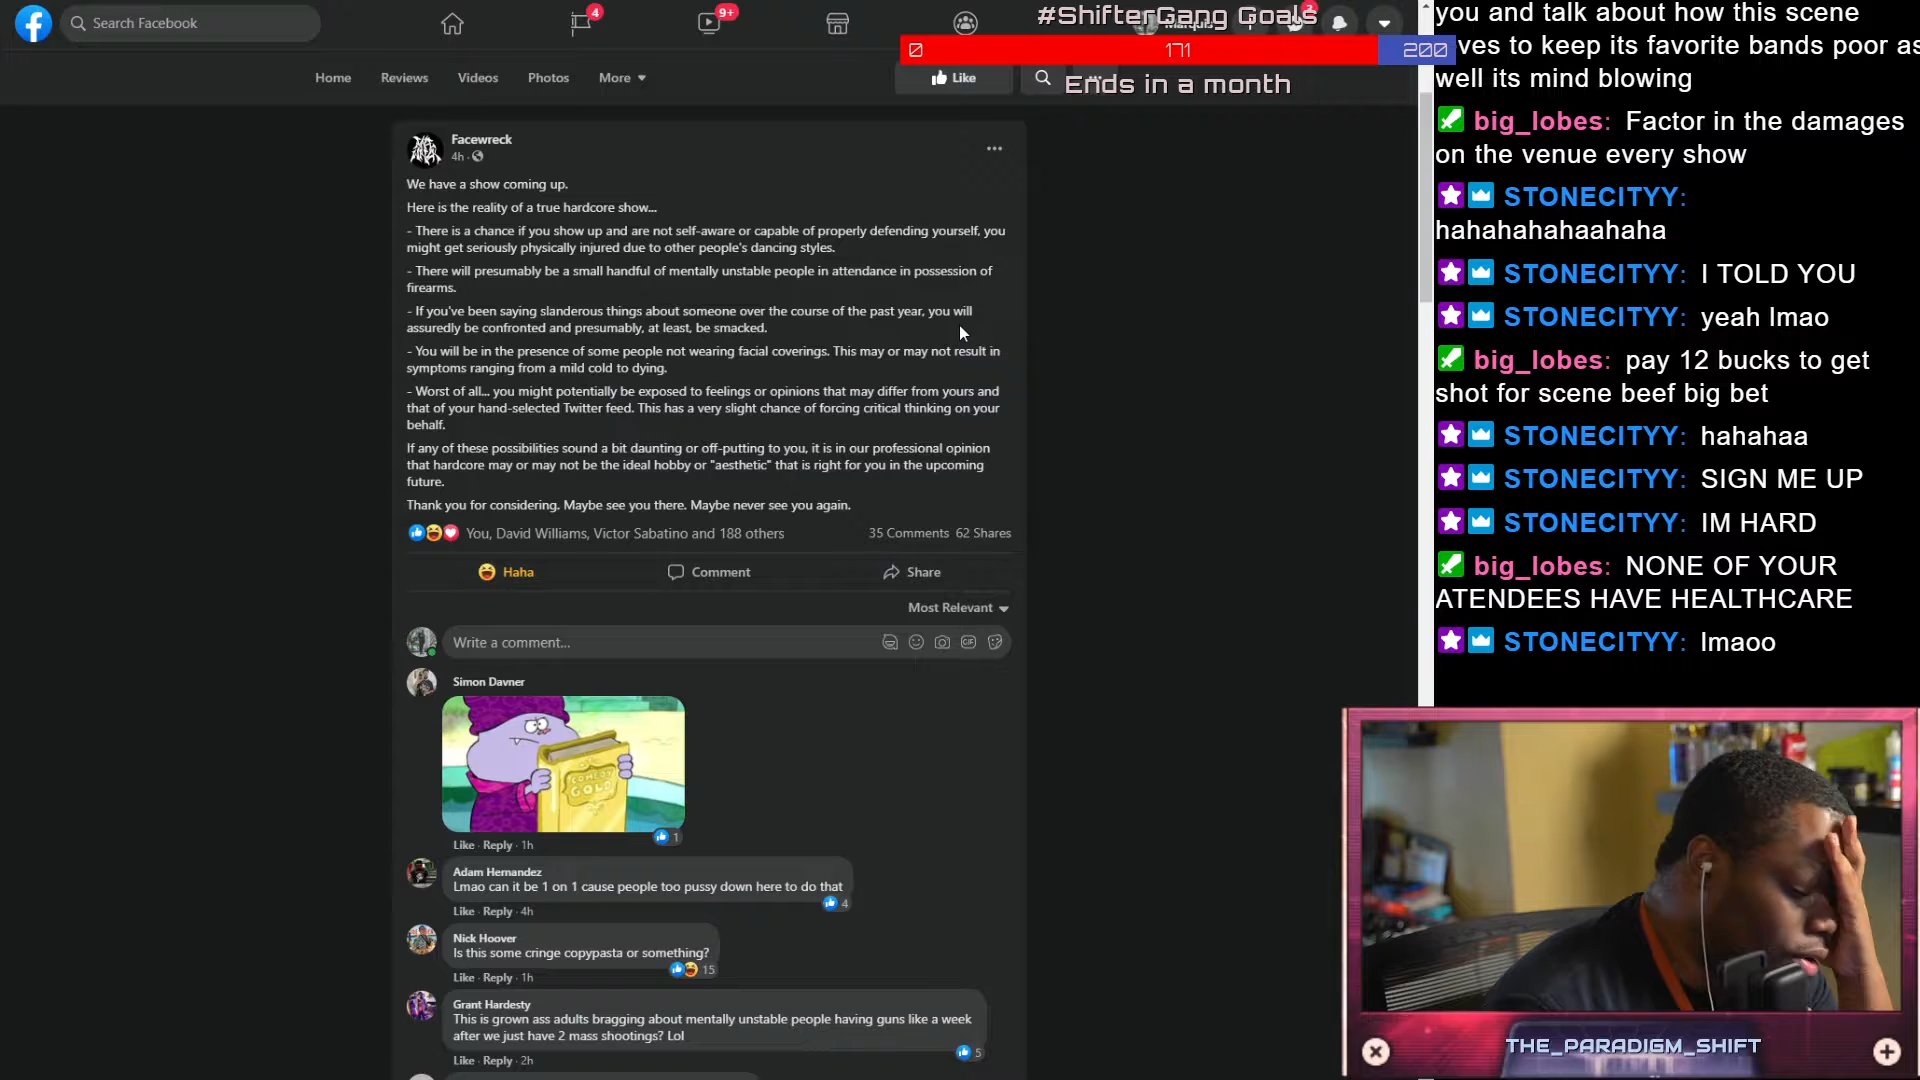 Search Facebook
4
9+
#ShifterGang Goals
0
171
200
Ends in a month
Home
Reviews
Videos
Photos
More
Like
Facewreck
4h
We have a show coming up.
Here is the reality of a true hardcore show...
- There is a chance if you show up and are not self-aware or capable of properly defending yourself, you
might get seriously physically injured due to other people's dancing styles.
- There will presumably be a small handful of mentally unstable people in attendance in possession of
firearms.
- If you've been saying slanderous things about someone over the course of the past year, you will
assuredly be confronted and presumably, at least, be smacked.
- You will be in the presence of some people not wearing facial coverings. This may or may not result in
symptoms ranging from a mild cold to dying.
- Worst of all... you might potentially be exposed to feelings or opinions that may differ from yours and
that of your hand-selected Twitter feed. This has a very slight chance of forcing critical thinking on your
behalf.
If any of these possibilities sound a bit daunting or off-putting to you, it is in our professional opinion
that hardcore may or may not be the ideal hobby or "aesthetic" that is right for you in the upcoming
future.
Thank you for considering. Maybe see you there. Maybe never see you again.
You, David Williams, Victor Sabatino and 188 others
35 Comments 62 Shares
Haha
Comment
Share
Most Relevant
Write a comment...
GIF
Simon Davner
COMEDY
GOLD
1
Like · Reply · 1h
Adam Hernandez
Lmao can it be 1 on 1 cause people too pussy down here to do that
4
Like · Reply · 4h
Nick Hoover
Is this some cringe copypasta or something?
15
Like · Reply · 1h
Grant Hardesty
This is grown ass adults bragging about mentally unstable people having guns like a week
after we just have 2 mass shootings? Lol
5
Like · Reply · 2h
you and talk about how this scene
oves to keep its favorite bands poor as
well its mind blowing
big_lobes: Factor in the damages
on the venue every show
STONECITYY:
hahahahahaahaha
STONECITYY: I TOLD YOU
STONECITYY: yeah lmao
big_lobes: pay 12 bucks to get
shot for scene beef big bet
STONECITYY: hahahaa
STONECITYY: SIGN ME UP
STONECITYY: IM HARD
big_lobes: NONE OF YOUR
ATENDEES HAVE HEALTHCARE
STONECITYY: lmaoo
THE_PARADIGM_SHIFT